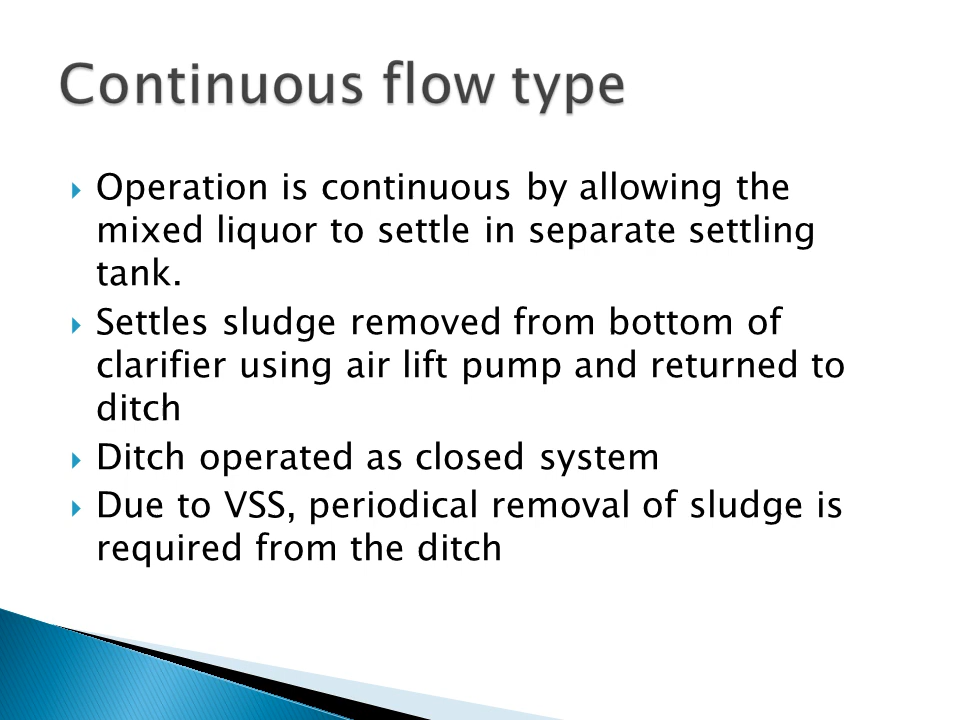 Continuous flow type
Operation is continuous by allowing the
mixed liquor to settle in separate settling
tank.
Settles sludge removed from bottom of
clarifier using air lift pump and returned to
ditch
Ditch operated as closed system
Due to VSS, periodical removal of sludge is
required from the ditch